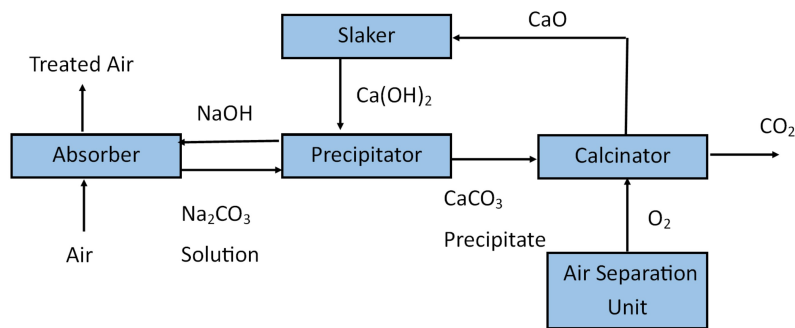 Slaker
CaO
Treated Air
Ca(OH)₂
NaOH
CO₂
Absorber
Precipitator
Calcinator
Na₂CO₃
Solution
CaCO₃
Precipitate
O₂
Air
Air Separation
Unit